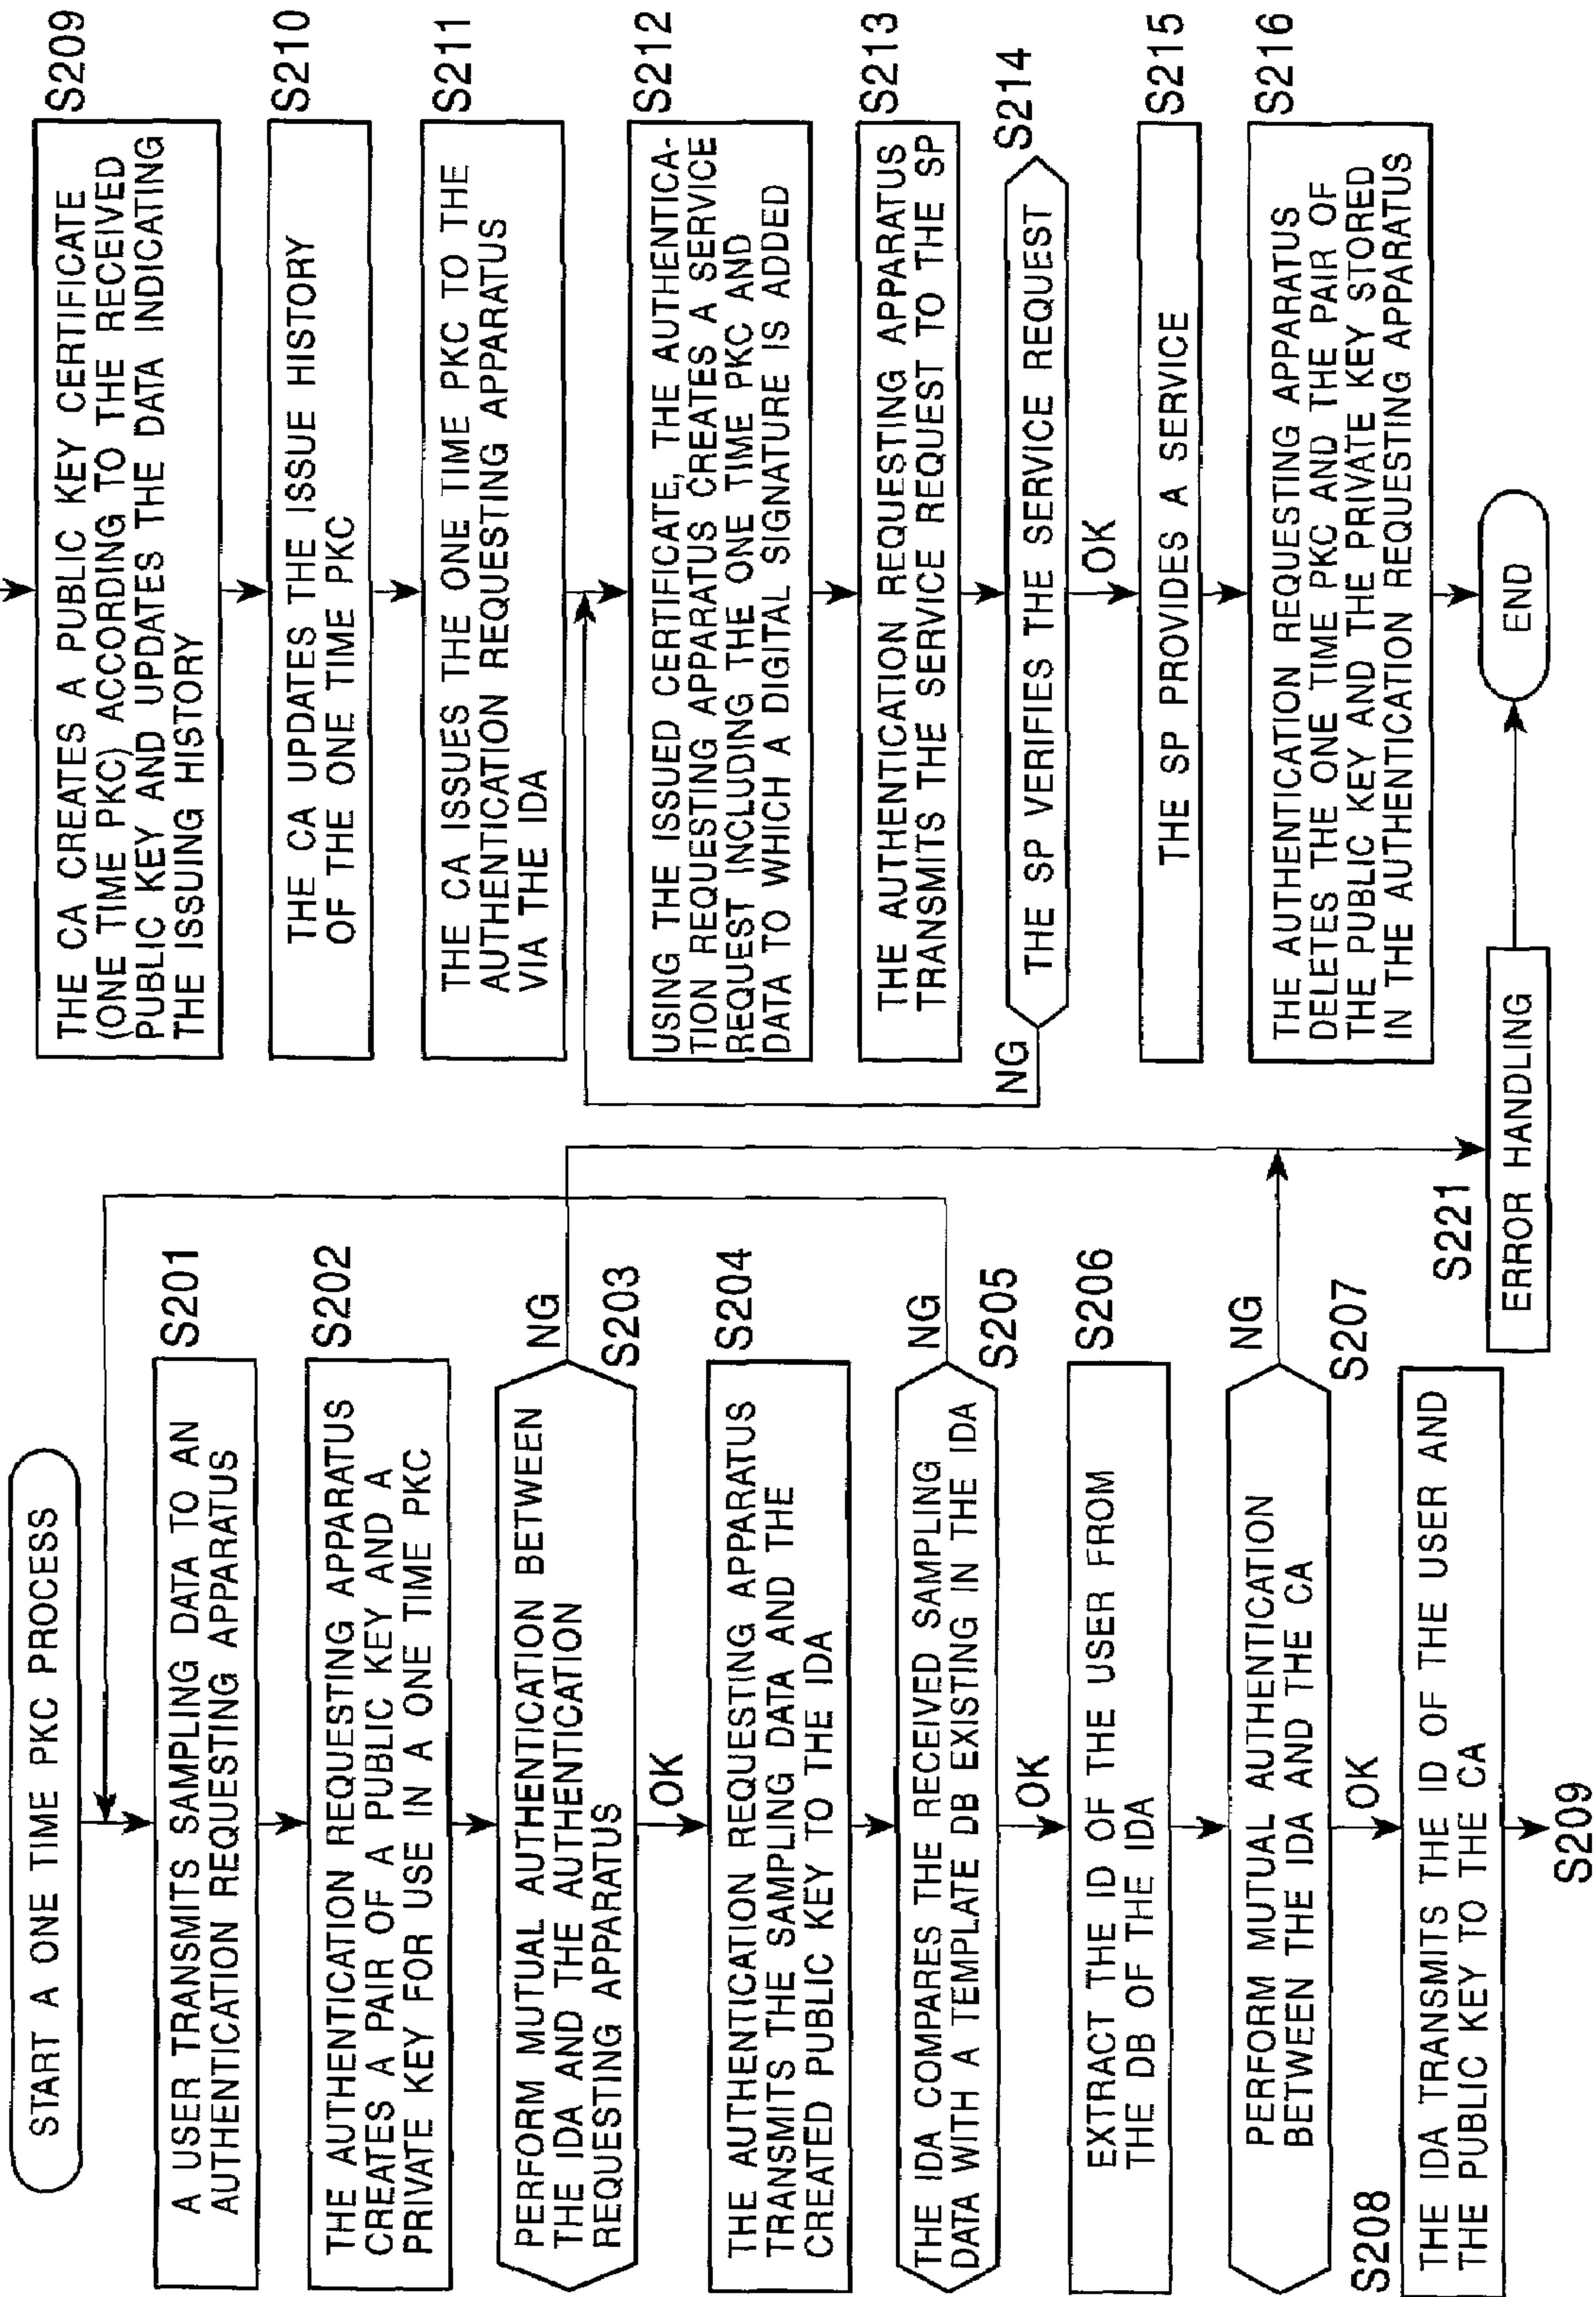 START A ONE TIME PKC PROCESS
S201
A USER TRANSMITS SAMPLING DATA TO AN
AUTHENTICATION REQUESTING APPARATUS
S202
THE AUTHENTICATION REQUESTING APPARATUS
CREATES A PAIR OF A PUBLIC KEY AND A
PRIVATE KEY FOR USE IN A ONE TIME PKC
NG
S203
PERFORM MUTUAL AUTHENTICATION BETWEEN
THE IDA AND THE AUTHENTICATION
REQUESTING APPARATUS
OK
S204
THE AUTHENTICATION REQUESTING APPARATUS
TRANSMITS THE SAMPLING DATA AND THE
CREATED PUBLIC KEY TO THE IDA
NG
S205
THE IDA COMPARES THE RECEIVED SAMPLING
DATA WITH A TEMPLATE DB EXISTING IN THE IDA
OK
S206
EXTRACT THE ID OF THE USER FROM
THE DB OF THE IDA
NG
S207
PERFORM MUTUAL AUTHENTICATION
BETWEEN THE IDA AND THE CA
OK
S208
THE IDA TRANSMITS THE ID OF THE USER AND
THE PUBLIC KEY TO THE CA
S209
S209
THE CA CREATES A PUBLIC KEY CERTIFICATE
(ONE TIME PKC) ACCORDING TO THE RECEIVED
PUBLIC KEY AND UPDATES THE DATA INDICATING
THE ISSUING HISTORY
S210
THE CA UPDATES THE ISSUE HISTORY
OF THE ONE TIME PKC
S211
THE CA ISSUES THE ONE TIME PKC TO THE
AUTHENTICATION REQUESTING APPARATUS
VIA THE IDA
S212
USING THE ISSUED CERTIFICATE, THE AUTHENTICA-
TION REQUESTING APPARATUS CREATES A SERVICE
REQUEST INCLUDING THE ONE TIME PKC AND
DATA TO WHICH A DIGITAL SIGNATURE IS ADDED
S213
THE AUTHENTICATION REQUESTING APPARATUS
TRANSMITS THE SERVICE REQUEST TO THE SP
S214
NG
THE SP VERIFIES THE SERVICE REQUEST
OK
S215
THE SP PROVIDES A SERVICE
S216
THE AUTHENTICATION REQUESTING APPARATUS
DELETES THE ONE TIME PKC AND THE PAIR OF
THE PUBLIC KEY AND THE PRIVATE KEY STORED
IN THE AUTHENTICATION REQUESTING APPARATUS
S221
ERROR HANDLING
END